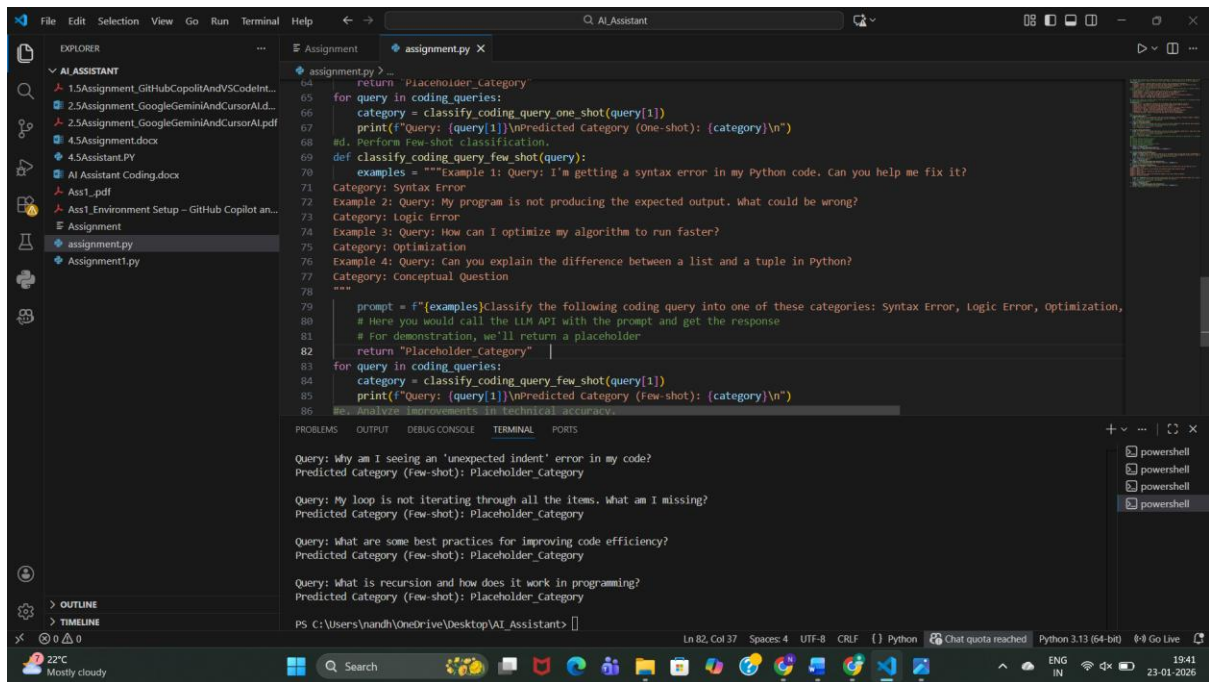 File Edit Selection View Go Run Terminal Help
AI_Assistant
EXPLORER
AI_ASSISTANT
1.5Assignment_GitHubCopolitAndVSCodeInt...
2.5Assignment_GoogleGeminiAndCursorAI.d...
2.5Assignment_GoogleGeminiAndCursorAI.pdf
4.5Assignment.docx
4.5Assistant.PY
AI Assistant Coding.docx
Ass1_.pdf
Ass1_Environment Setup – GitHub Copilot an...
Assignment
assignment.py
Assignment1.py
OUTLINE
TIMELINE
Assignment
assignment.py
assignment.py > ...
64 return "Placeholder_Category"
65 for query in coding_queries:
66 category = classify_coding_query_one_shot(query[1])
67 print(f"Query: {query[1]}\nPredicted Category (One-shot): {category}\n")
68 #d. Perform Few-shot classification.
69 def classify_coding_query_few_shot(query):
70 examples = """Example 1: Query: I'm getting a syntax error in my Python code. Can you help me fix it?
71 Category: Syntax Error
72 Example 2: Query: My program is not producing the expected output. What could be wrong?
73 Category: Logic Error
74 Example 3: Query: How can I optimize my algorithm to run faster?
75 Category: Optimization
76 Example 4: Query: Can you explain the difference between a list and a tuple in Python?
77 Category: Conceptual Question
78 """
79 prompt = f"{examples}Classify the following coding query into one of these categories: Syntax Error, Logic Error, Optimization,
80 # Here you would call the LLM API with the prompt and get the response
81 # For demonstration, we'll return a placeholder
82 return "Placeholder_Category"
83 for query in coding_queries:
84 category = classify_coding_query_few_shot(query[1])
85 print(f"Query: {query[1]}\nPredicted Category (Few-shot): {category}\n")
86 #e. Analyze improvements in technical accuracy.
PROBLEMS OUTPUT DEBUG CONSOLE TERMINAL PORTS
Query: Why am I seeing an 'unexpected indent' error in my code?
Predicted Category (Few-shot): Placeholder_Category
Query: My loop is not iterating through all the items. What am I missing?
Predicted Category (Few-shot): Placeholder_Category
Query: What are some best practices for improving code efficiency?
Predicted Category (Few-shot): Placeholder_Category
Query: What is recursion and how does it work in programming?
Predicted Category (Few-shot): Placeholder_Category
PS C:\Users\nandh\OneDrive\Desktop\AI_Assistant>
powershell
powershell
powershell
powershell
0 0 Ln 82, Col 37 Spaces: 4 UTF-8 CRLF {} Python Chat quota reached Python 3.13 (64-bit) Go Live
7
22°C
Mostly cloudy
Search
ENG
IN
19:41
23-01-2026